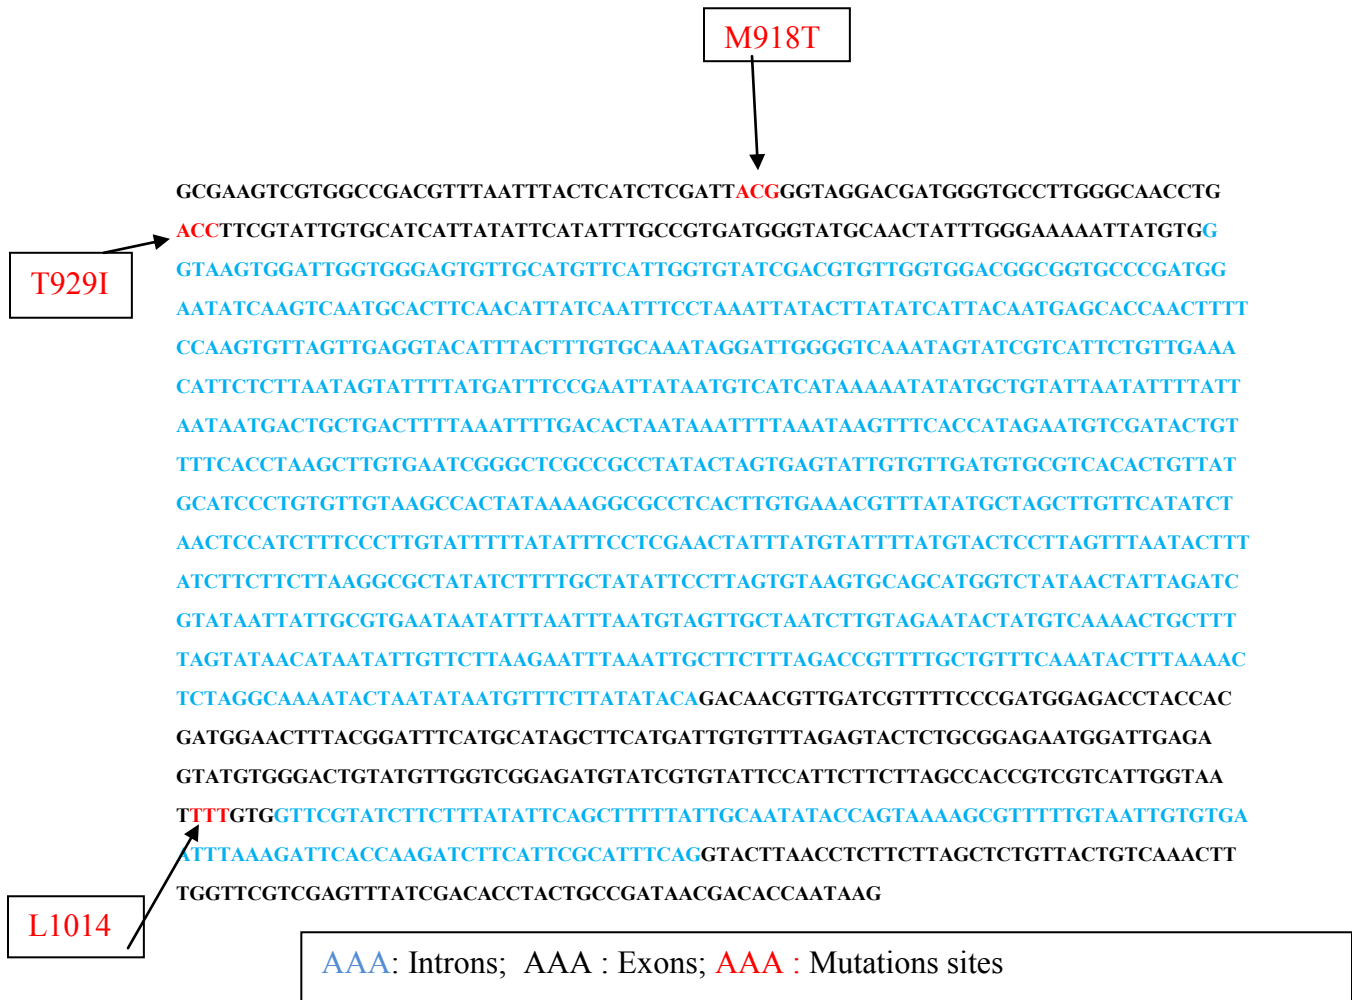 M918T
GCGAAGTCGTGGCCGACGTTTAATTTACTCATCTCGATTACGGGTAGGACGATGGGTGCCTTGGGCAACCTG
ACCTTCGTATTGTGCATCATTATATTCATATTTGCCGTGATGGGTATGCAACTATTTGGGAAAAATTATGTGG
T929I
GTAAGTGGATTGGTGGGAGTGTTGCATGTTCATTGGTGTATCGACGTGTTGGTGGACGGCGGTGCCCGATGG
AATATCAAGTCAATGCACTTCAACATTATCAATTTCCTAAATTATACTTATATCATTACAATGAGCACCAACTTTT
CCAAGTGTTAGTTGAGGTACATTTACTTTGTGCAAATAGGATTGGGGTCAAATAGTATCGTCATTCTGTTGAAA
CATTCTCTTAATAGTATTTTATGATTTCCGAATTATAATGTCATCATAAAAATATATGCTGTATTAATATTTTATT
AATAATGACTGCTGACTTTTAAATTTTGACACTAATAAATTTTAAATAAGTTTCACCATAGAATGTCGATACTGT
TTTCACCTAAGCTTGTGAATCGGGCTCGCCGCCTATACTAGTGAGTATTGTGTTGATGTGCGTCACACTGTTAT
GCATCCCTGTGTTGTAAGCCACTATAAAAGGCGCCTCACTTGTGAAACGTTTATATGCTAGCTTGTTCATATCT
AACTCCATCTTTCCCTTGTATTTTTATATTTCCTCGAACTATTTATGTATTTTATGTACTCCTTAGTTTAATACTTT
ATCTTCTTCTTAAGGCGCTATATCTTTTGCTATATTCCTTAGTGTAAGTGCAGCATGGTCTATAACTATTAGATC
GTATAATTATTGCGTGAATAATATTTAATTTAATGTAGTTGCTAATCTTGTAGAATACTATGTCAAAACTGCTTT
TAGTATAACATAATATTGTTCTTAAGAATTTAAATTGCTTCTTTAGACCGTTTTGCTGTTTCAAATACTTTAAAAC
TCTAGGCAAAATACTAATATAATGTTTCTTATATACAGACAACGTTGATCGTTTTCCCGATGGAGACCTACCAC
GATGGAACTTTACGGATTTCATGCATAGCTTCATGATTGTGTTTAGAGTACTCTGCGGAGAATGGATTGAGA
GTATGTGGGACTGTATGTTGGTCGGAGATGTATCGTGTATTCCATTCTTCTTAGCCACCGTCGTCATTGGTAA
TTTTGTGGTTCGTATCTTCTTTATATTCAGCTTTTTATTGCAATATACCAGTAAAAGCGTTTTTGTAATTGTGTGA
ATTTAAAGATTCACCAAGATCTTCATTCGCATTTCAGGTACTTAACCTCTTCTTAGCTCTGTTACTGTCAAACTT
TGGTTCGTCGAGTTTATCGACACCTACTGCCGATAACGACACCAATAAG
L1014
AAA: Introns; AAA : Exons; AAA : Mutations sites